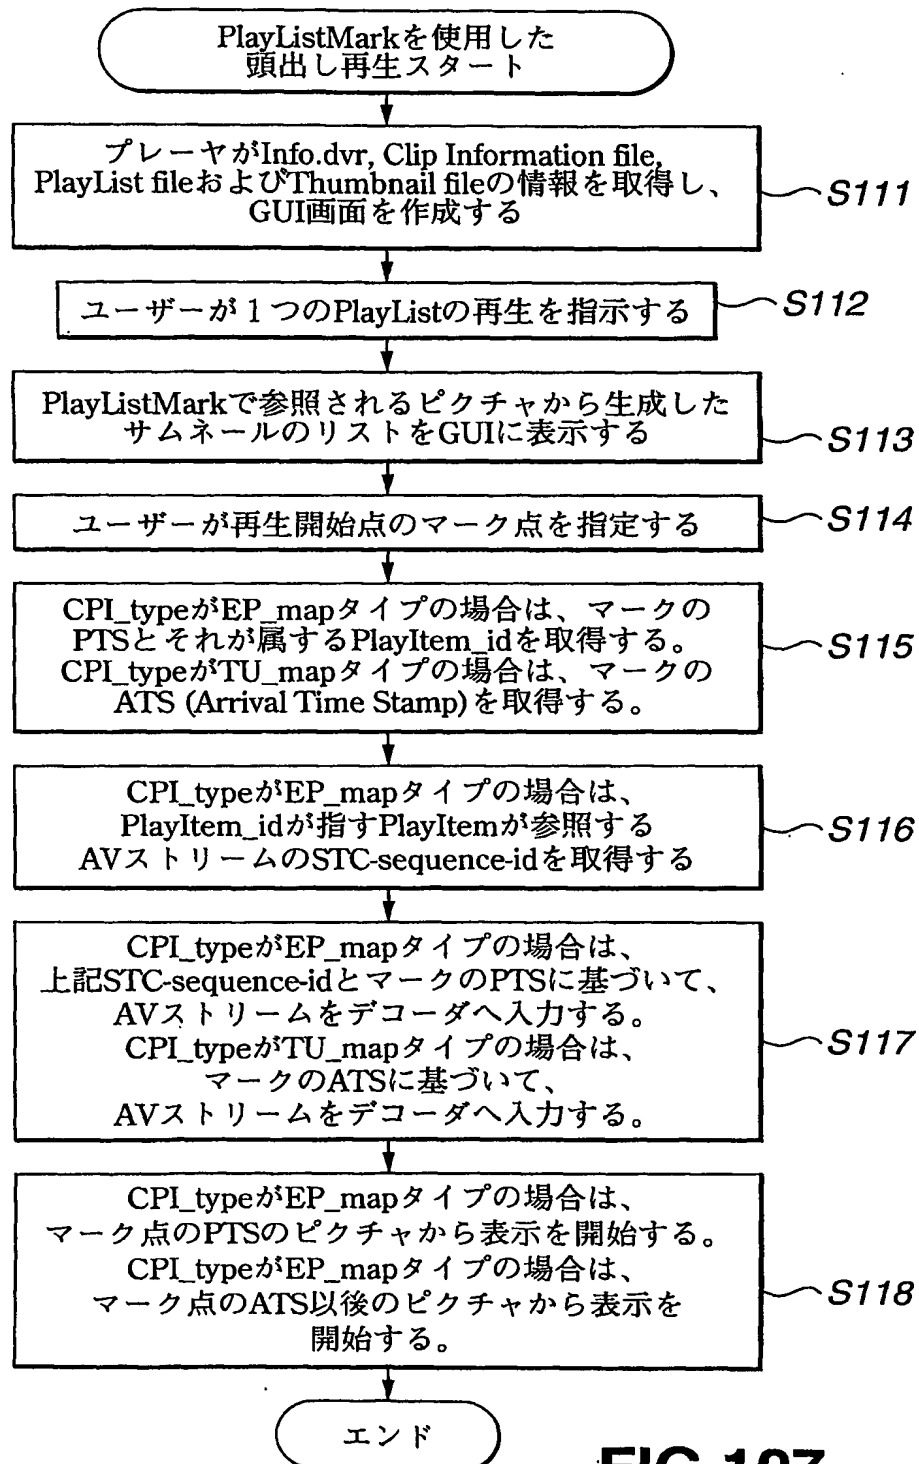 PlayListMarkを使用した
頭出し再生スタート
プレーヤがInfo.dvr, Clip Information file,
PlayList fileおよびThumbnail fileの情報を取得し、
GUI画面を作成する
S111
ユーザーが1つのPlayListの再生を指示する
S112
PlayListMarkで参照されるピクチャから生成した
サムネールのリストをGUIに表示する
S113
ユーザーが再生開始点のマーク点を指定する
S114
CPI_typeがEP_mapタイプの場合は、マークの
PTSとそれが属するPlayItem_idを取得する。
CPI_typeがTU_mapタイプの場合は、マークの
ATS (Arrival Time Stamp)を取得する。
S115
CPI_typeがEP_mapタイプの場合は、
PlayItem_idが指すPlayItemが参照する
AVストリームのSTC-sequence-idを取得する
S116
CPI_typeがEP_mapタイプの場合は、
上記STC-sequence-idとマークのPTSに基づいて、
AVストリームをデコーダへ入力する。
CPI_typeがTU_mapタイプの場合は、
マークのATSに基づいて、
AVストリームをデコーダへ入力する。
S117
CPI_typeがEP_mapタイプの場合は、
マーク点のPTSのピクチャから表示を開始する。
CPI_typeがEP_mapタイプの場合は、
マーク点のATS以後のピクチャから表示を
開始する。
S118
エンド
FIG.107